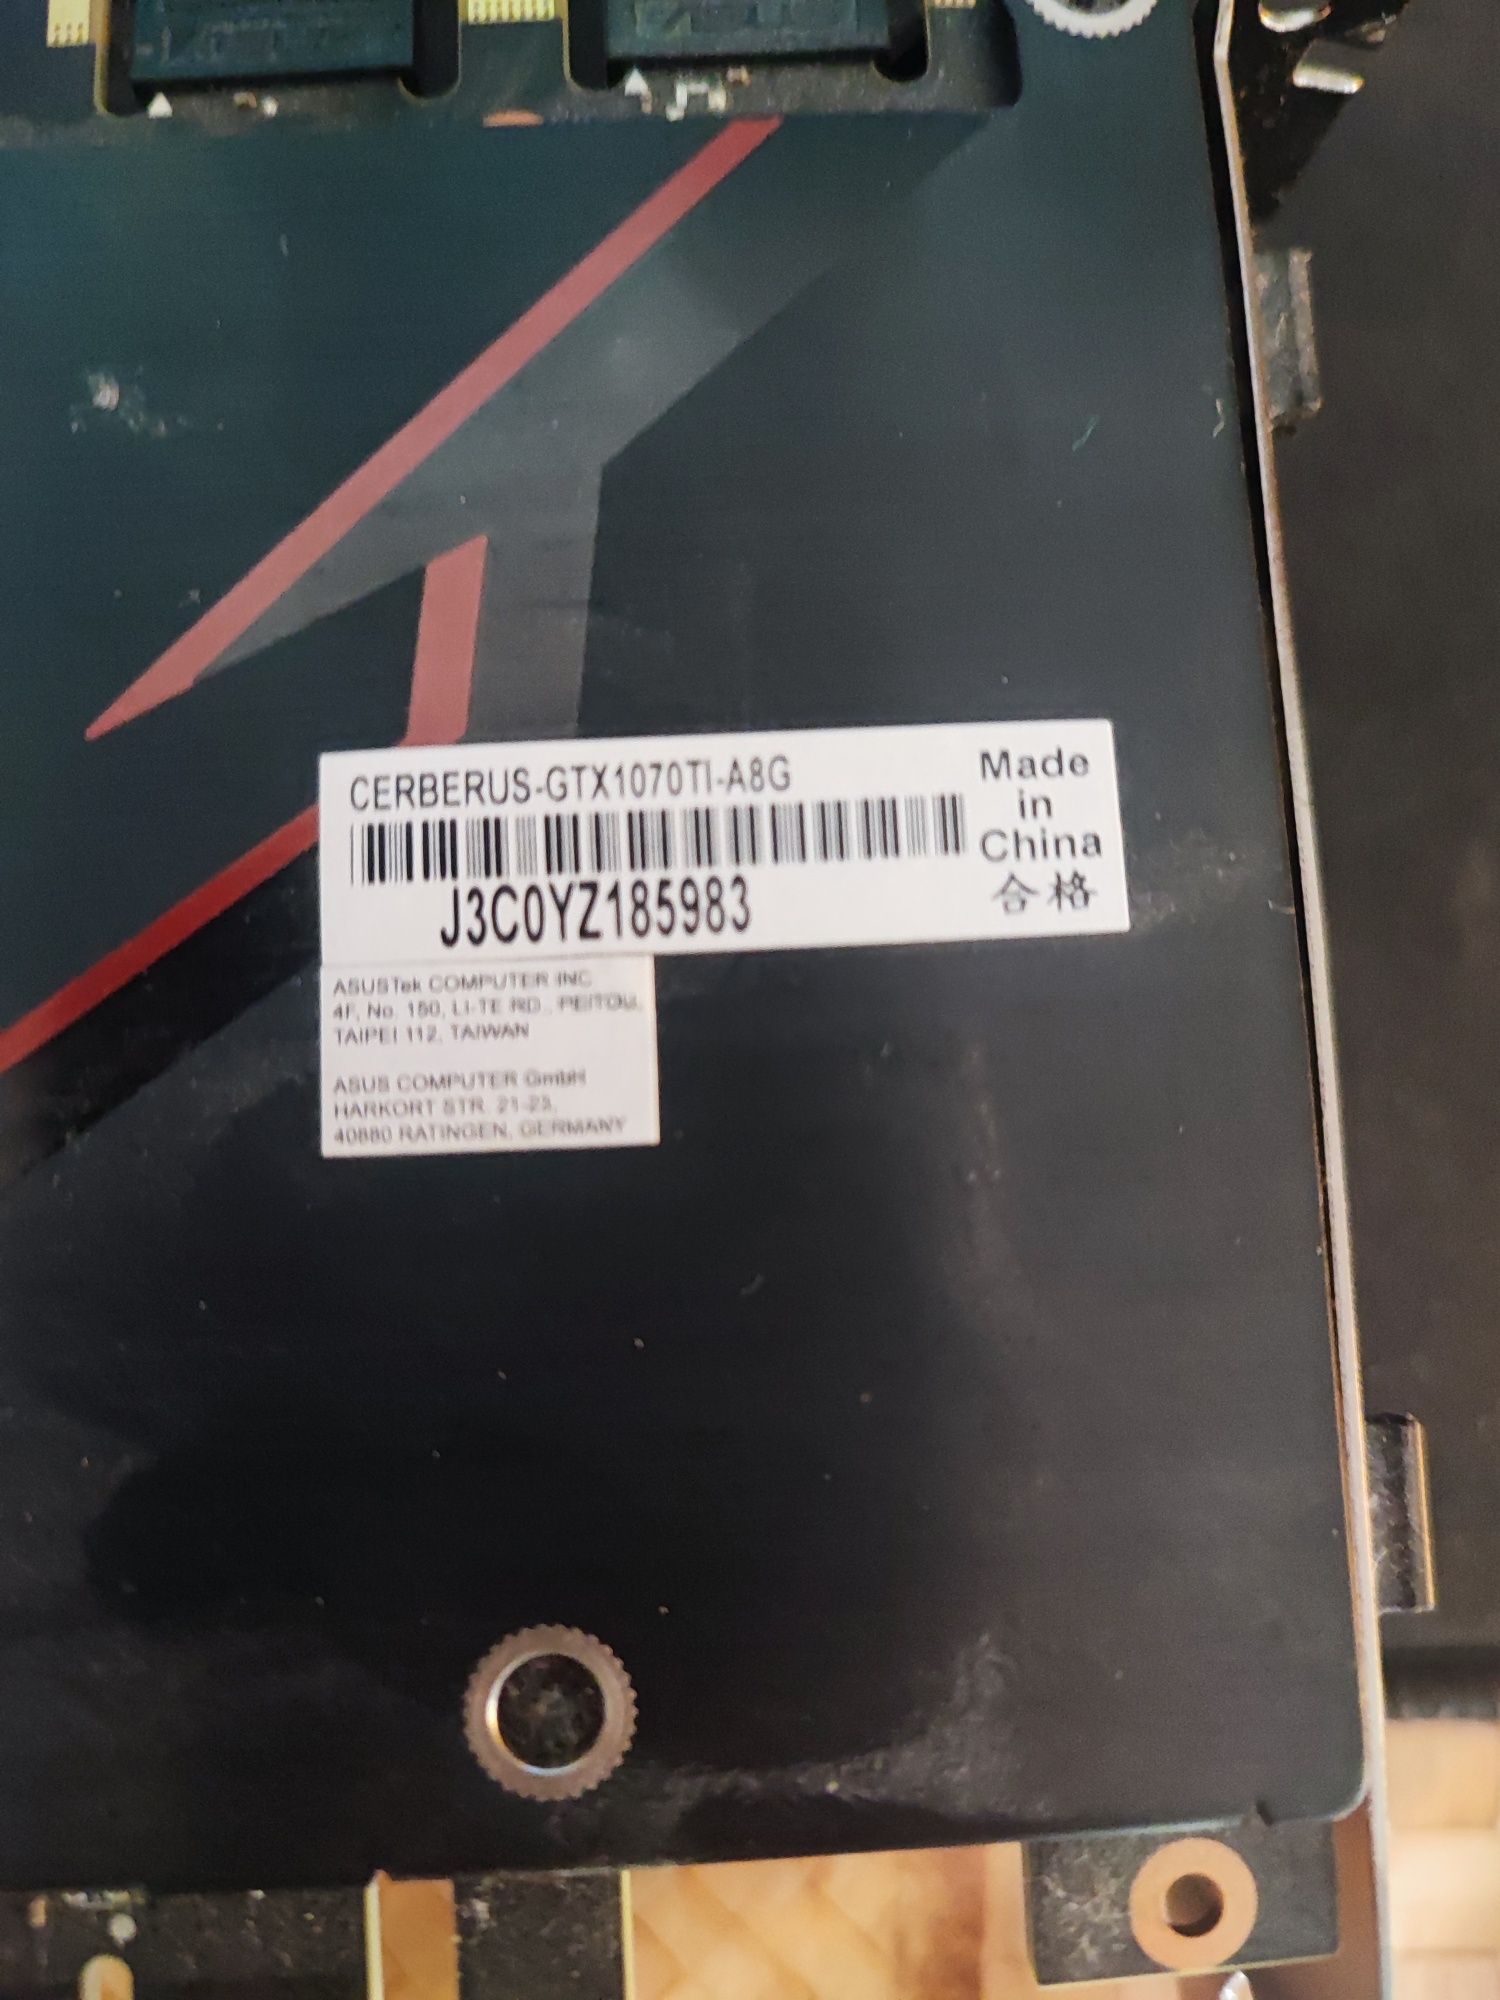 CERBERUS-GTX1070TI-A8G
Made
in
China
合格
J3C0YZ185983
ASUSTek COMPUTER INC.
4F, No. 150, LI-TE RD., PEITOU,
TAIPEI 112, TAIWAN
ASUS COMPUTER GmbH
HARKORT STR. 21-23,
40880 RATINGEN, GERMANY